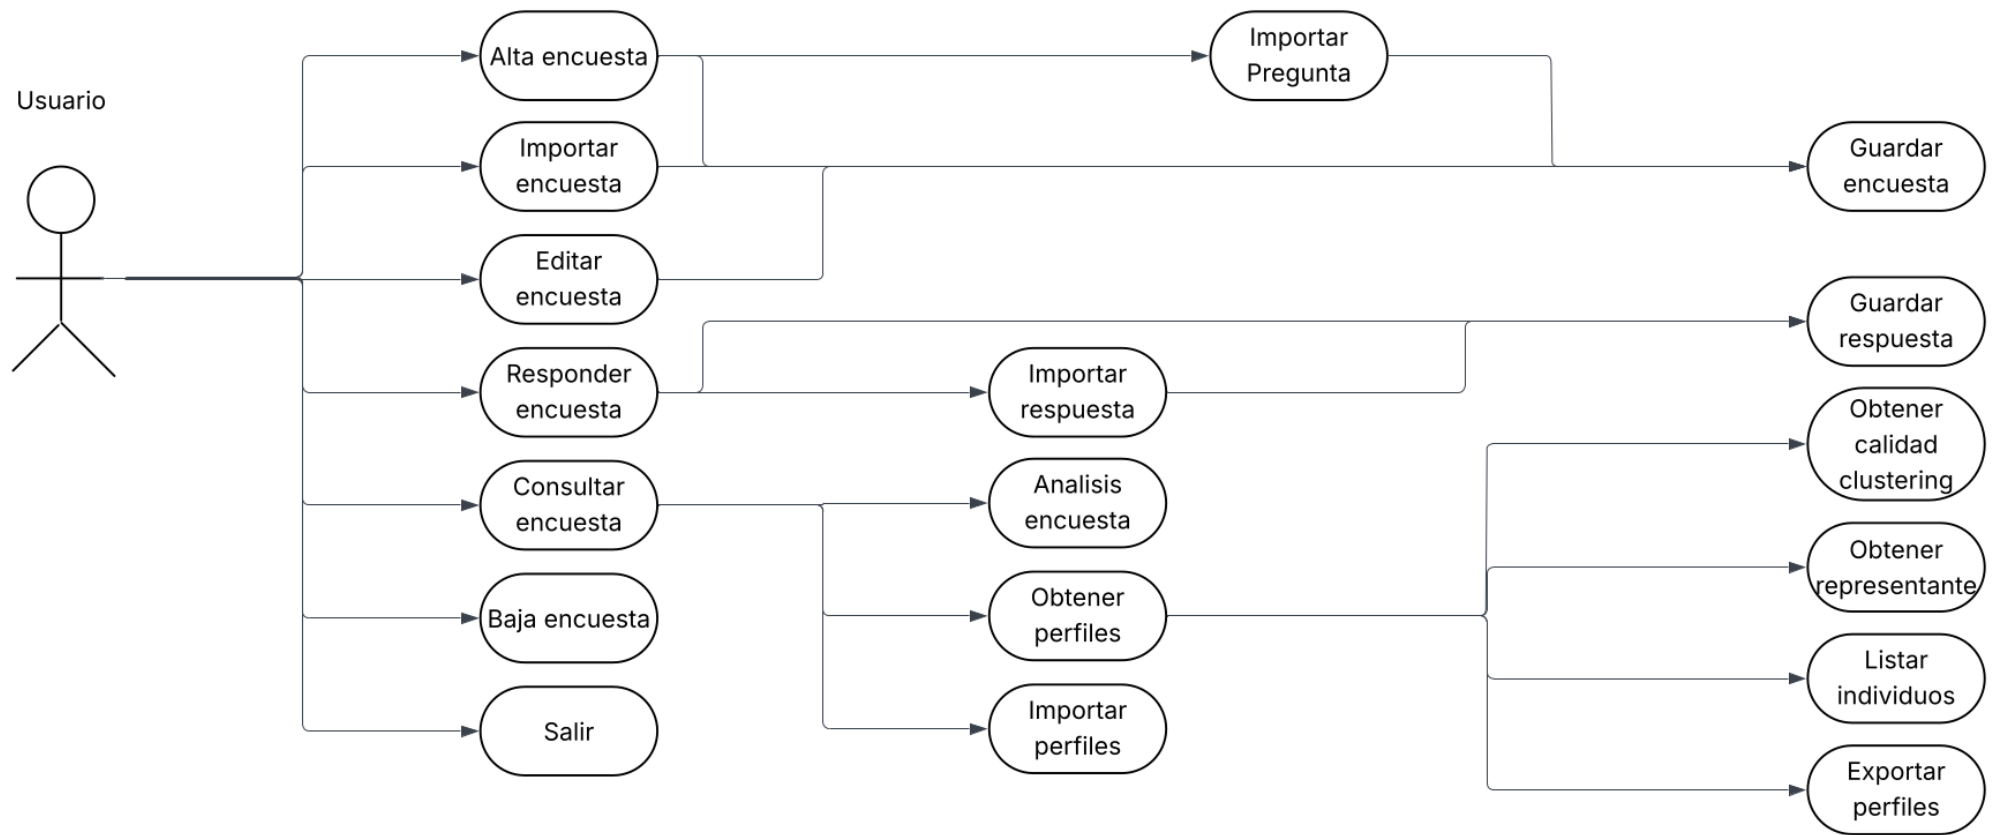 Usuario
Alta encuesta
Importar
encuesta
Editar
encuesta
Responder
encuesta
Consultar
encuesta
Baja encuesta
Salir
Importar
respuesta
Analisis
encuesta
Obtener
perfiles
Importar
perfiles
Importar
Pregunta
Guardar
encuesta
Guardar
respuesta
Obtener
calidad
clustering
Obtener
representante
Listar
individuos
Exportar
perfiles